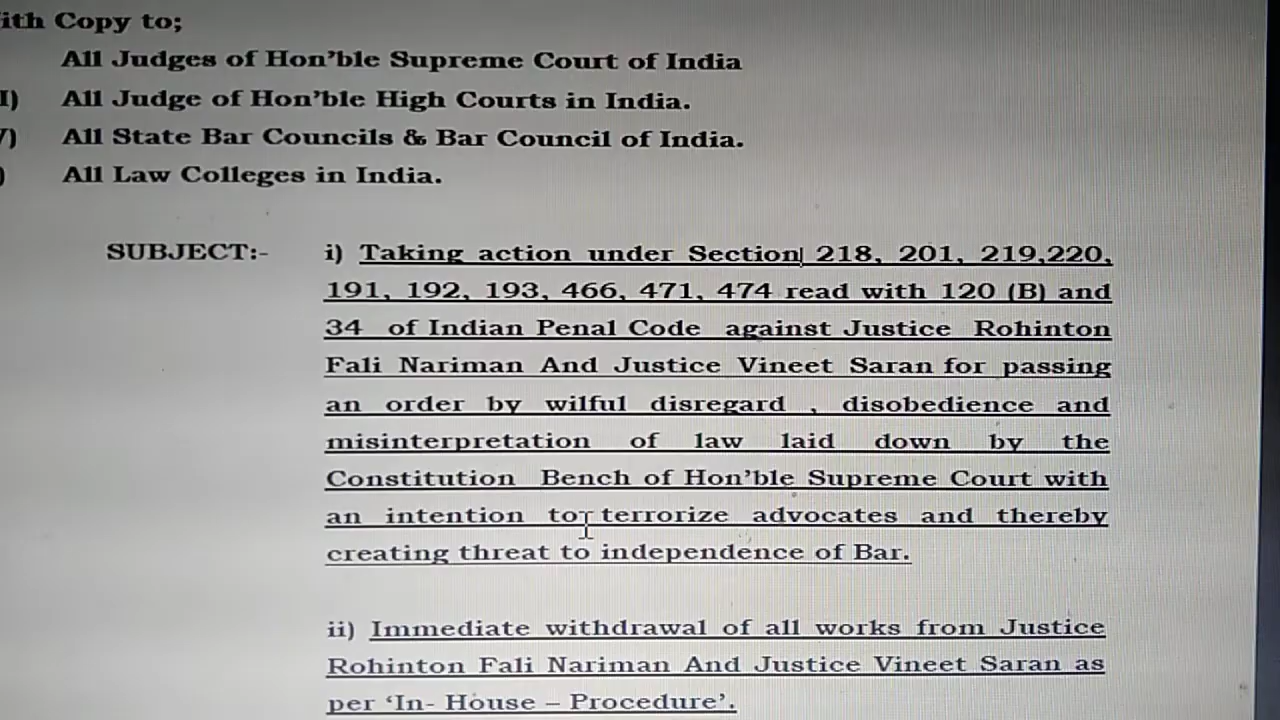 ith Copy to;
All Judges of Hon'ble Supreme Court of India
I) All Judge of Hon'ble High Courts in India.
) All State Bar Councils & Bar Council of India.
) All Law Colleges in India.
SUBJECT:- i) Taking action under Section 218, 201, 219,220,
191, 192, 193, 466, 471, 474 read with 120 (B) and
34 of Indian Penal Code against Justice Rohinton
Fali Nariman And Justice Vineet Saran for passing
an order by wilful disregard , disobedience and
misinterpretation of law laid down by the
Constitution Bench of Hon'ble Supreme Court with
an intention to terrorize advocates and thereby
creating threat to independence of Bar.
ii) Immediate withdrawal of all works from Justice
Rohinton Fali Nariman And Justice Vineet Saran as
per 'In- House – Procedure'.